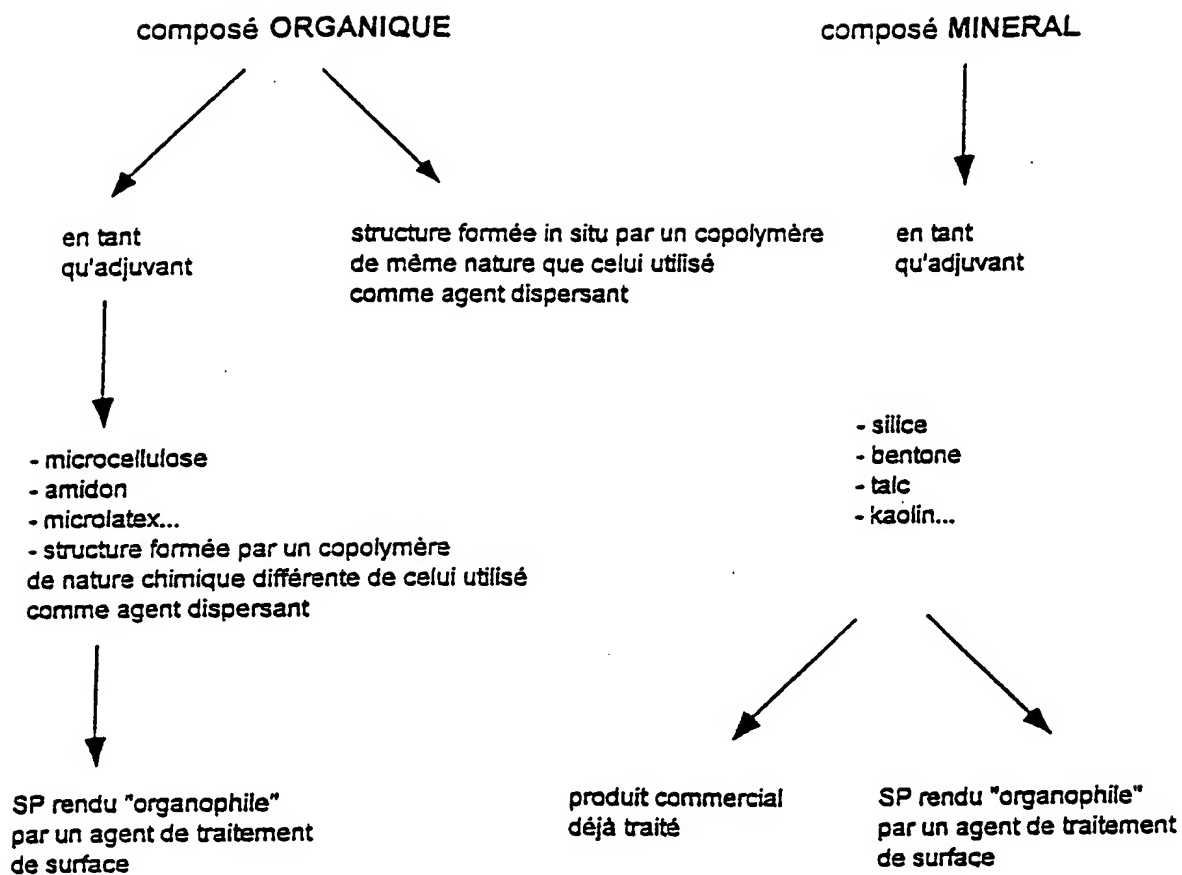 composé ORGANIQUE
composé MINERAL
en tant
qu'adjuvant
structure formée in situ par un copolymère
de même nature que celui utilisé
comme agent dispersant
en tant
qu'adjuvant
- microcellulose
- amidon
- microlatex...
- structure formée par un copolymère
de nature chimique différente de celui utilisé
comme agent dispersant
- silice
- bentone
- talc
- kaolin...
SP rendu "organophile"
par un agent de traitement
de surface
produit commercial
déjà traité
SP rendu "organophile"
par un agent de traitement
de surface